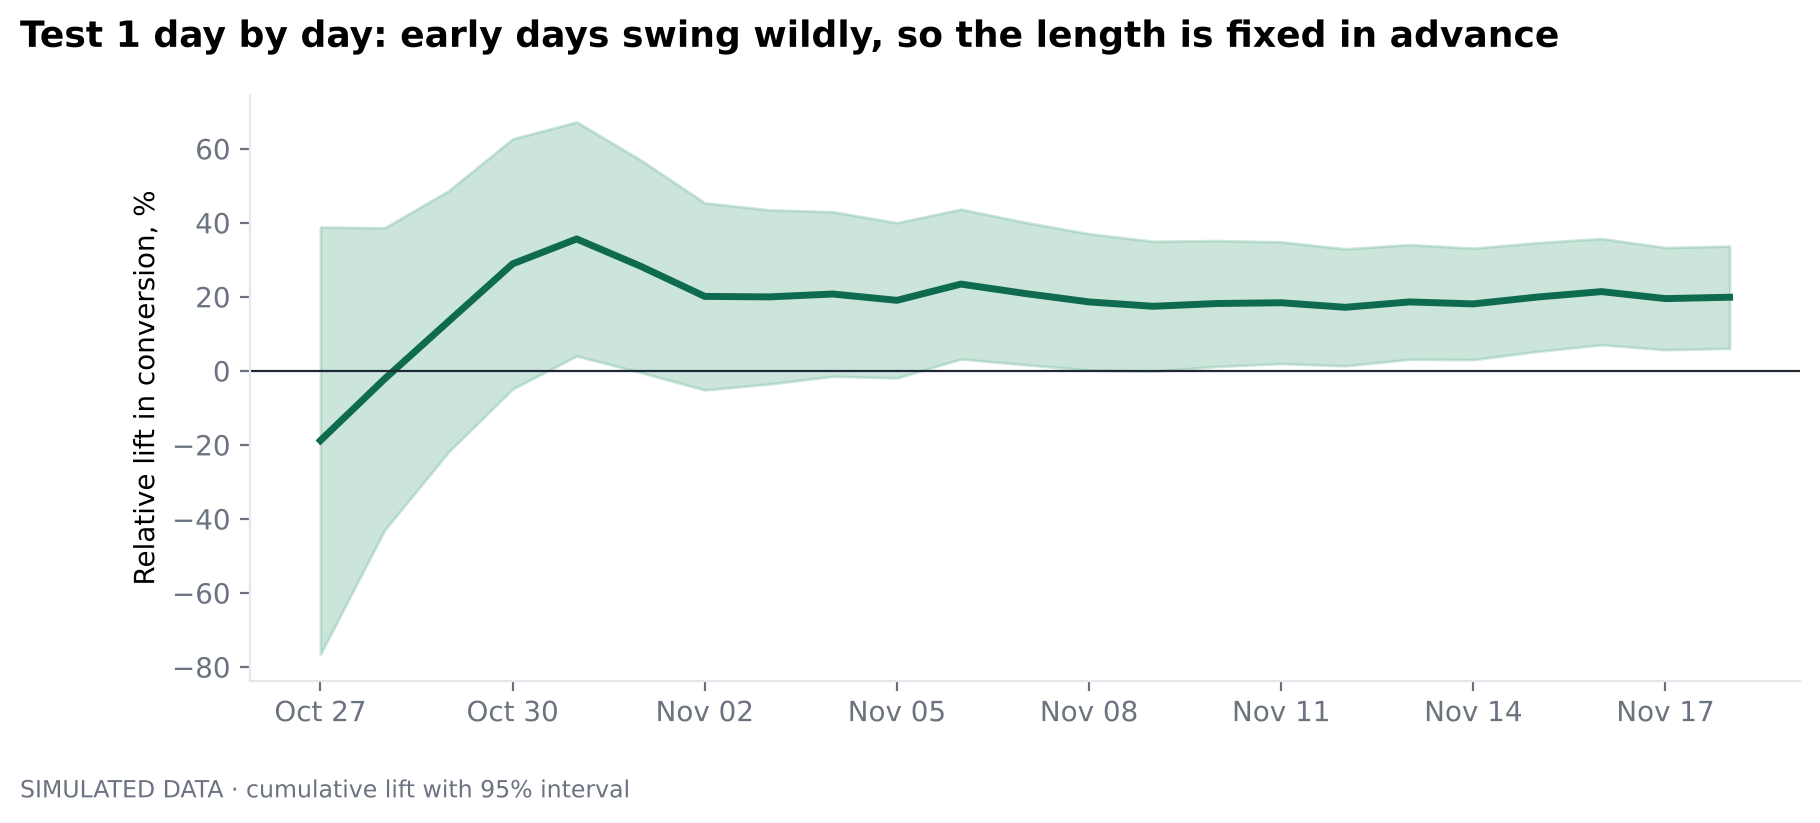 Test 1 day by day: early days swing wildly, so the length is fixed in advance
Relative lift in conversion, %
60
40
20
0
−20
−40
−60
−80
Oct 27
Oct 30
Nov 02
Nov 05
Nov 08
Nov 11
Nov 14
Nov 17
SIMULATED DATA · cumulative lift with 95% interval